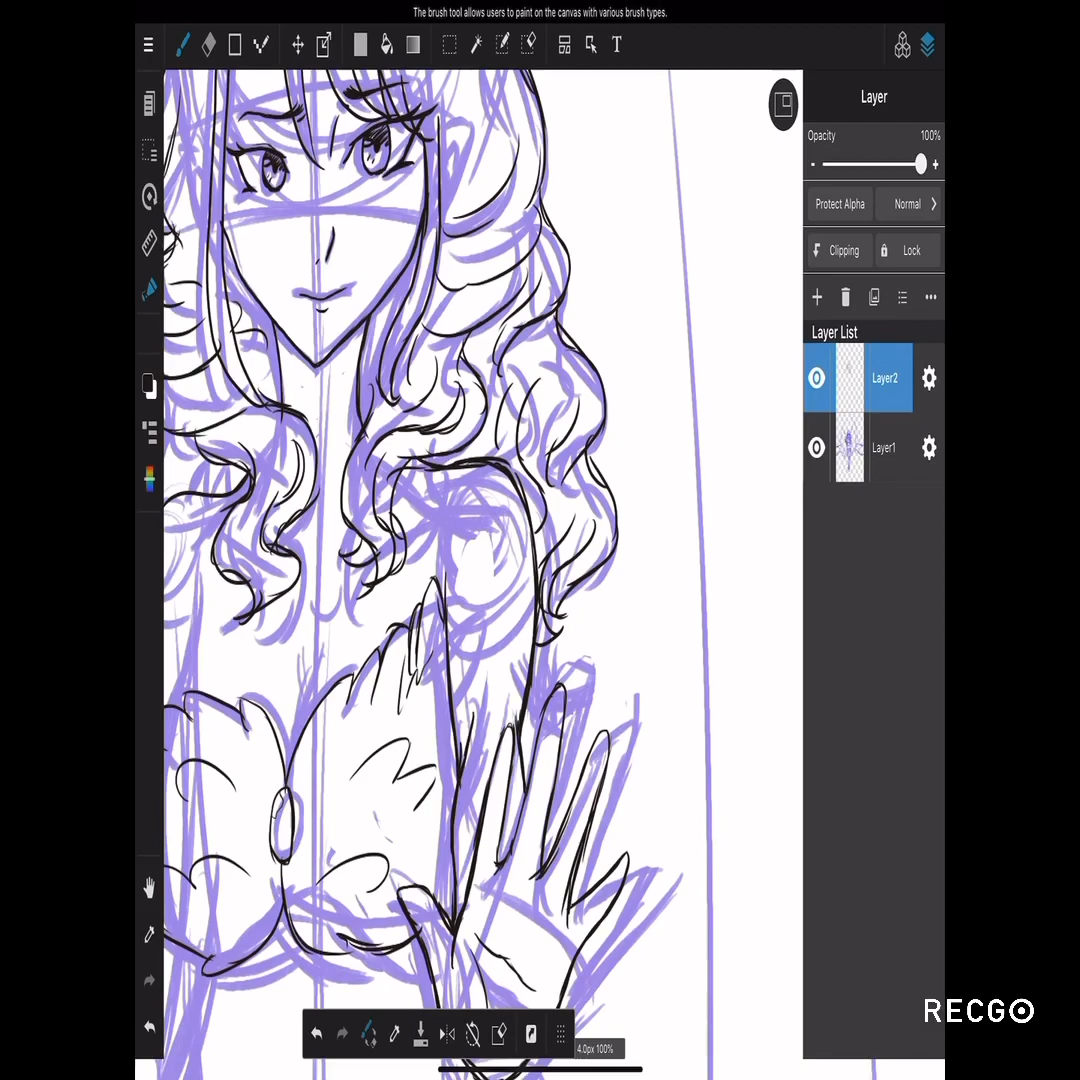 The brush tool allows users to paint on the canvas with various brush types.
T
Layer
Opacity 100%
- +
Protect Alpha Normal
Clipping Lock
Layer List
Layer2
Layer1
RECGO
4.0px 100%